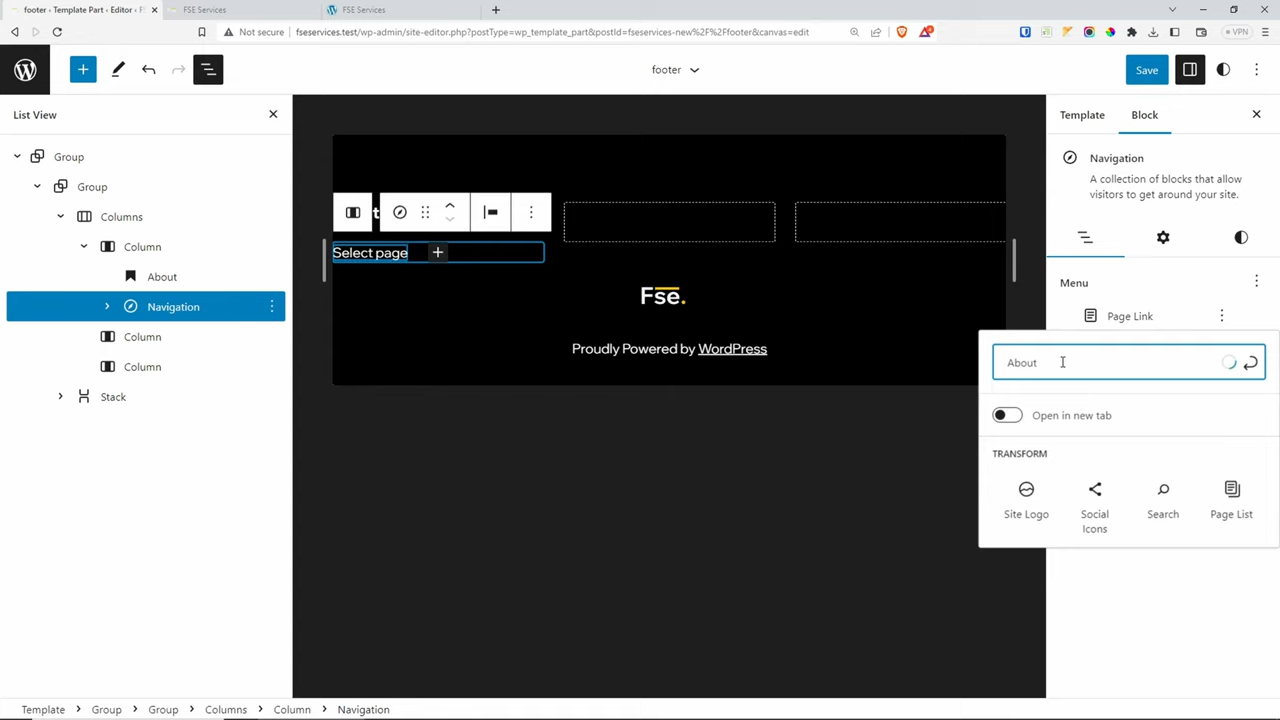 footer ‹ Template Part ‹ Editor ‹ F
FSE Services
FSE Services
Not secure
fseservices.test/wp-admin/site-editor.php?postType=wp_template_part&postId=fseservices-new%2F%2Ffooter&canvas=edit
VPN
footer
Save
List View
Template
Block
Group
Group
Columns
Column
About
Navigation
Column
Column
Stack
Select page
Fse.
Proudly Powered by WordPress
Navigation
A collection of blocks that allow
visitors to get around your site.
Menu
Page Link
About
Open in new tab
TRANSFORM
Site Logo
Social
Icons
Search
Page List
Template
Group
Group
Columns
Column
Navigation